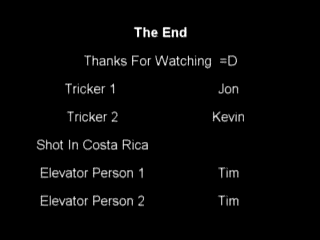 The End
Thanks For Watching =D
Tricker 1 Jon
Tricker 2 Kevin
Shot In Costa Rica
Elevator Person 1 Tim
Elevator Person 2 Tim